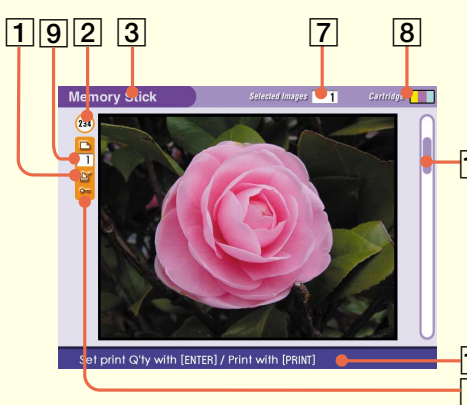 1 9 2 3 7 8
Memory Stick Selected Images 1 Cartridge
234
1
Set print Q'ty with [ENTER] / Print with [PRINT]